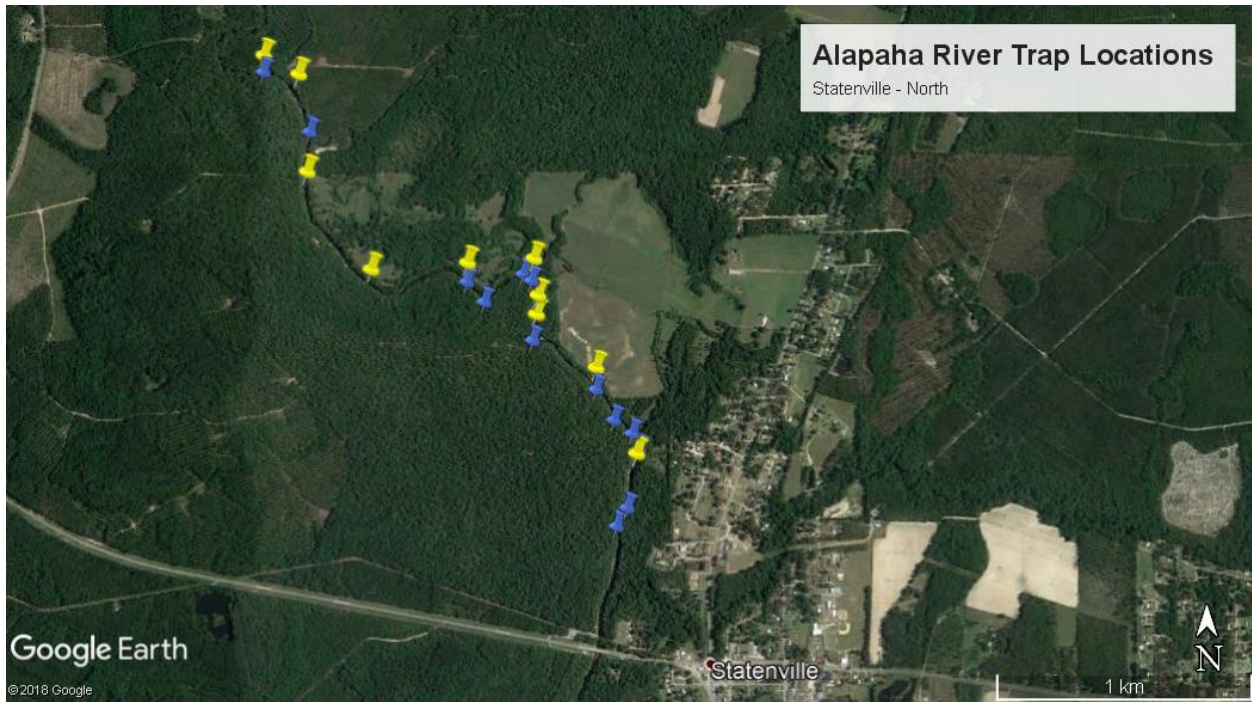 Alapaha River Trap Locations
Statenville - North
Statenville
1 km
N
Google Earth
©2018 Google